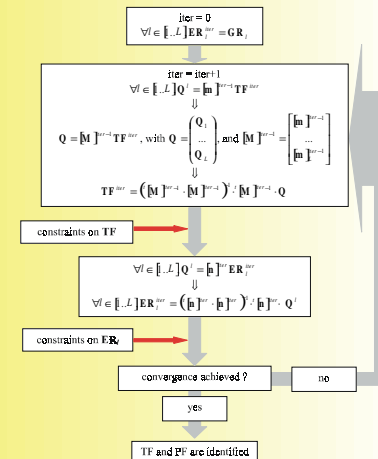 iter = 0
∀l ∈ [1..L] ER_l^iter = GR_l
iter = iter+1
∀l ∈ [1..L] Q^l = [m]^iter−1 TF^iter
⇓
Q = [M]^iter−1 TF^iter , with Q = (Q_1 ... Q_L), and [M]^iter−1 = [[m]^iter−1 ... [m]^iter−1]
⇓
TF^iter = (^t[M]^iter−1 · [M]^iter−1)^-1 · ^t[M]^iter−1 · Q
constraints on TF
∀l ∈ [1..L] Q^l = [n]^iter ER_l^iter
⇓
∀l ∈ [1..L] ER_l^iter = (^t[n]^iter · [n]^iter)^-1 · ^t[n]^iter · Q^l
constraints on ER_l
convergence achieved ?
no
yes
TF and PF are identified